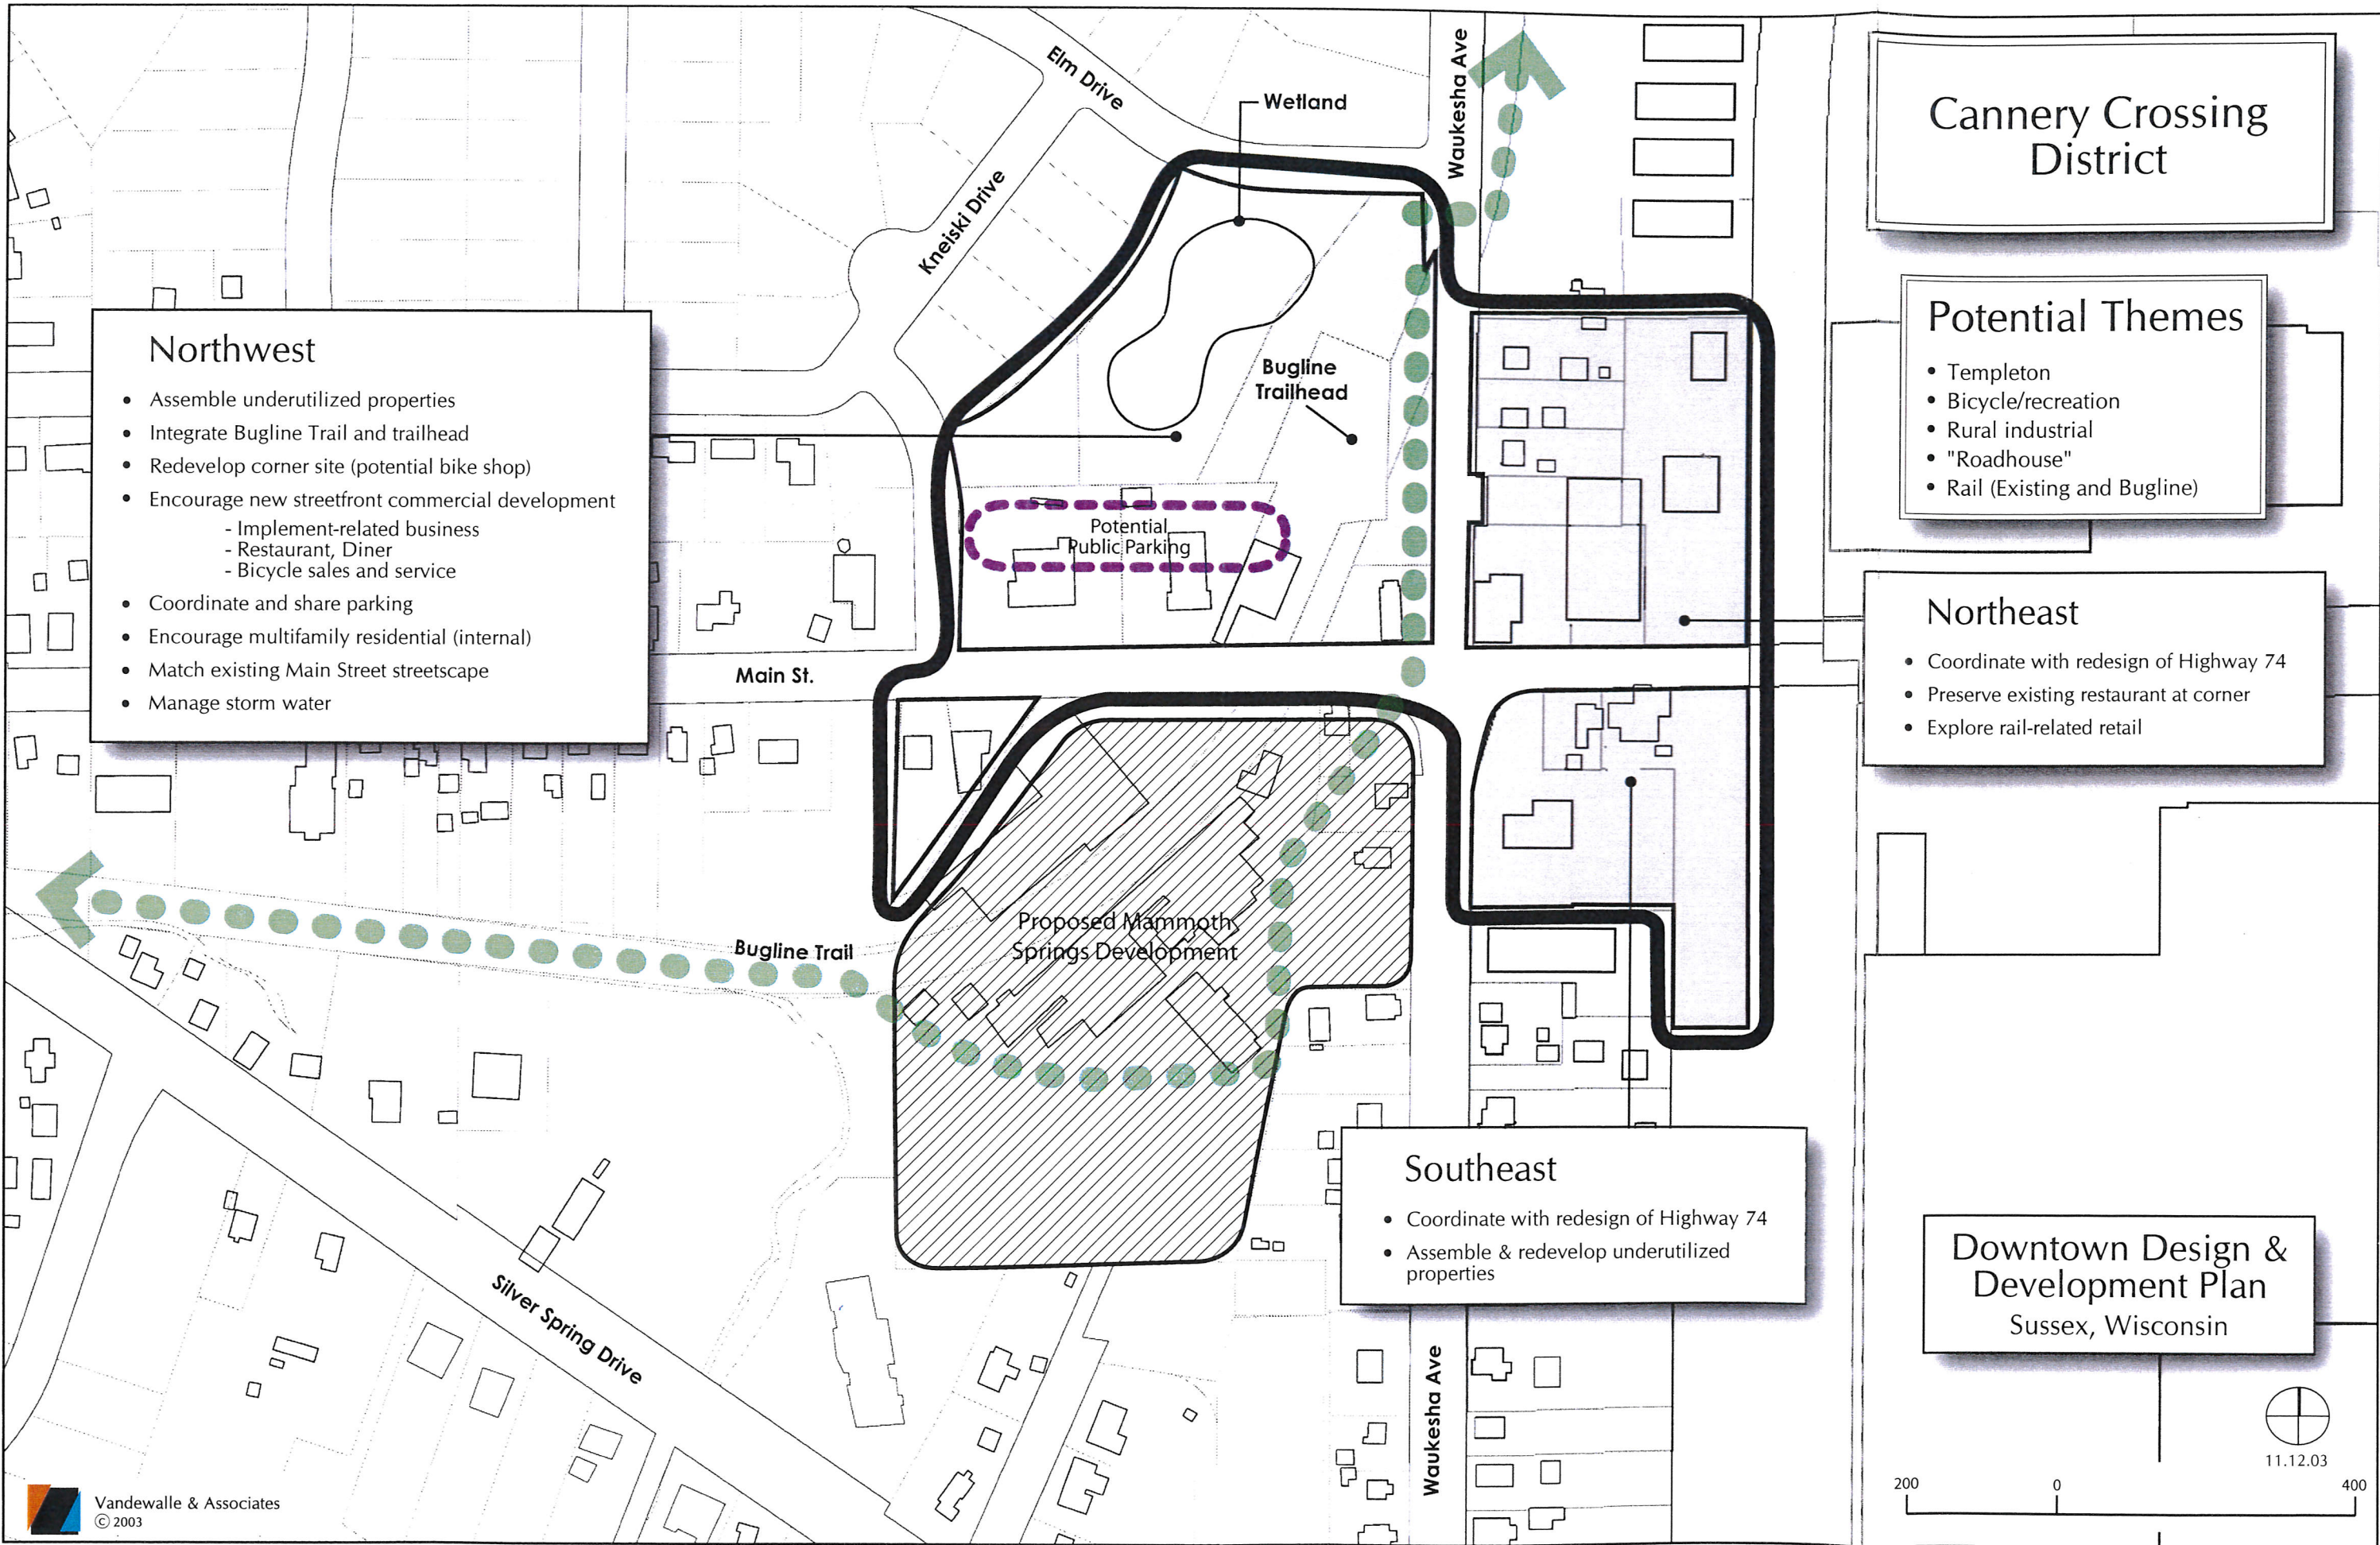 Elm Drive
Wetland
Waukesha Ave
Kneiski Drive
Cannery Crossing
District
Potential Themes
• Templeton
• Bicycle/recreation
• Rural industrial
• "Roadhouse"
• Rail (Existing and Bugline)
Northwest
• Assemble underutilized properties
• Integrate Bugline Trail and trailhead
• Redevelop corner site (potential bike shop)
• Encourage new streetfront commercial development
- Implement-related business
- Restaurant, Diner
- Bicycle sales and service
• Coordinate and share parking
• Encourage multifamily residential (internal)
• Match existing Main Street streetscape
• Manage storm water
Bugline
Trailhead
Potential
Public Parking
Main St.
Northeast
• Coordinate with redesign of Highway 74
• Preserve existing restaurant at corner
• Explore rail-related retail
Proposed Mammoth
Springs Development
Bugline Trail
Southeast
• Coordinate with redesign of Highway 74
• Assemble & redevelop underutilized
properties
Silver Spring Drive
Waukesha Ave
Downtown Design &
Development Plan
Sussex, Wisconsin
11.12.03
200 0 400
Vandewalle & Associates
© 2003